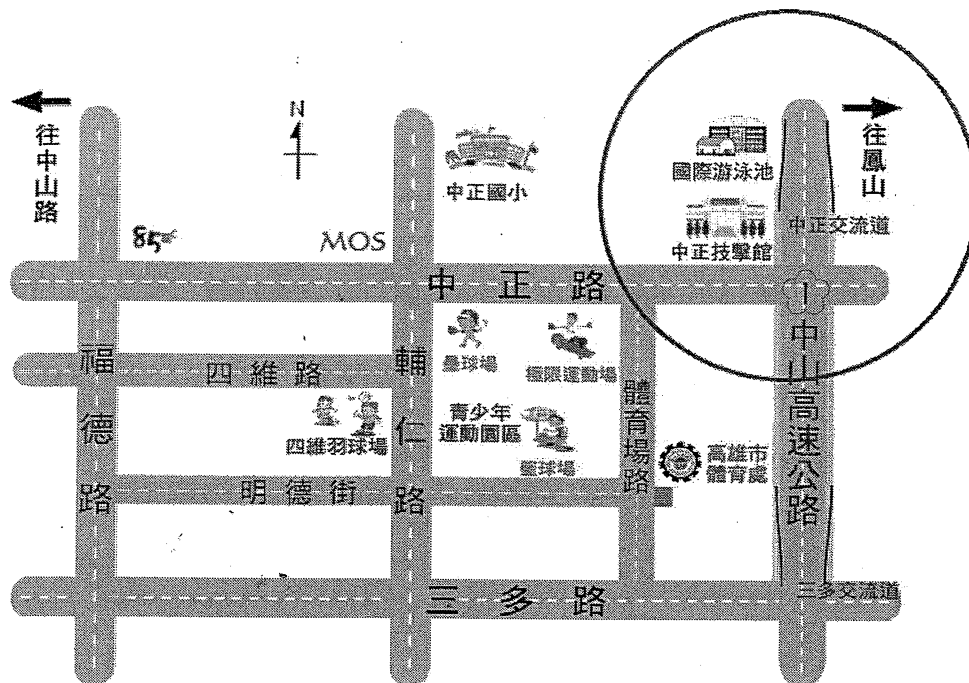 N
往中山路
往鳳山
中正國小
國際游泳池
85
MOS
中正技擊館
中正交流道
中正路
1
壘球場
極限運動場
福德路
四維路
輔仁路
體育場路
中山高速公路
四維羽球場
青少年
運動園區
籃球場
高雄市
體育處
明德街
三多路
三多交流道